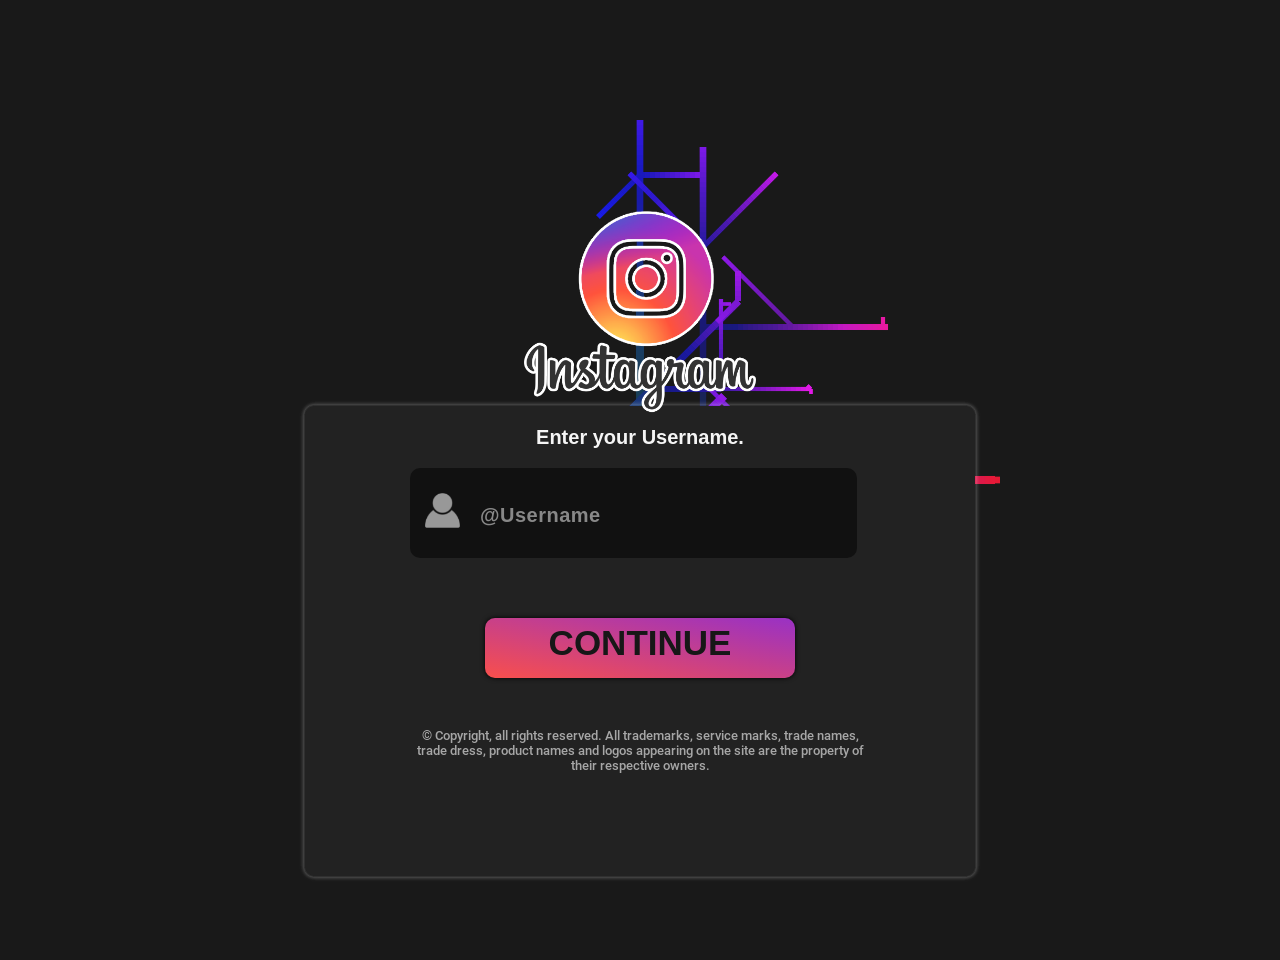 Instagram
Enter your Username.
@Username
CONTINUE
© Copyright, all rights reserved. All trademarks, service marks, trade names,
trade dress, product names and logos appearing on the site are the property of
their respective owners.